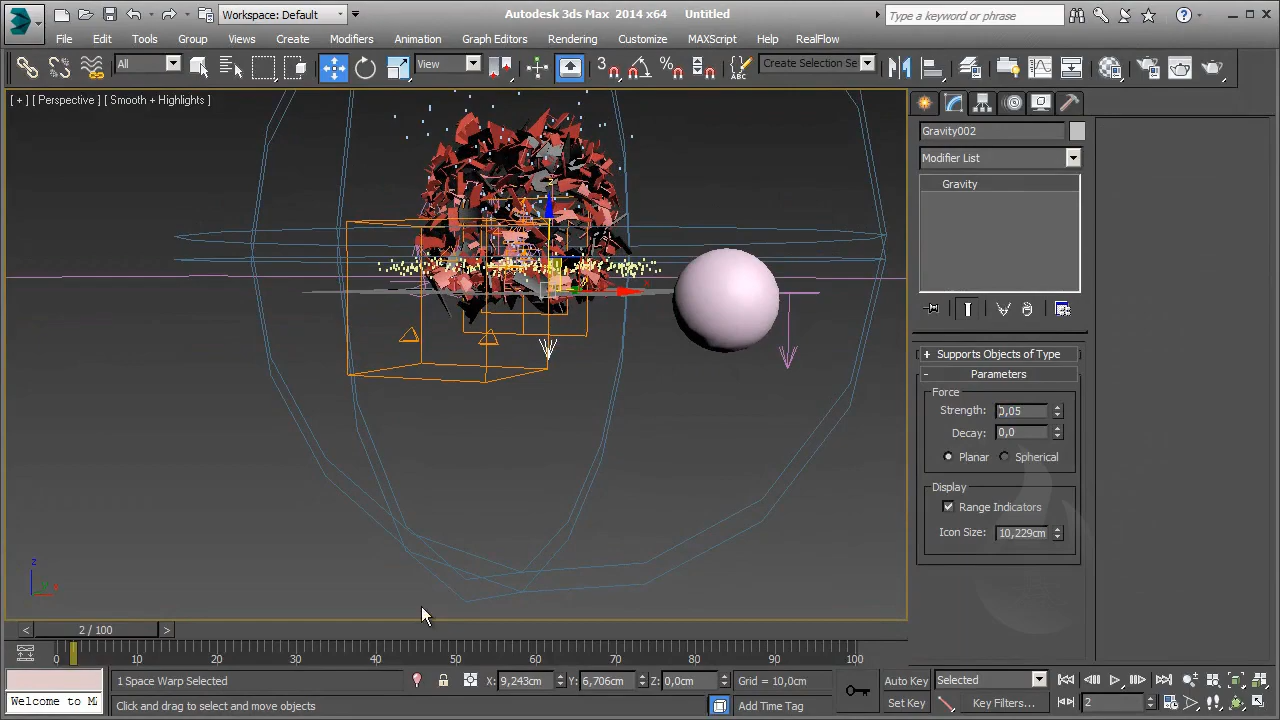 Workspace: Default
Autodesk 3ds Max 2014 x64 Untitled
Type a keyword or phrase
File Edit Tools Group Views Create Modifiers Animation Graph Editors Rendering Customize MAXScript Help RealFlow
All
View
3
Create Selection Se
[ + ] [ Perspective ] [ Smooth + Highlights ]
Gravity002
Modifier List
Gravity
+ Supports Objects of Type
- Parameters
Force
Strength: 0,05
Decay: 0,0
Planar Spherical
Display
Range Indicators
Icon Size: 10,229cm
z
< 2 / 100 >
0 10 20 30 40 50 60 70 80 90 100
1 Space Warp Selected
X: 9,243cm Y: 6,706cm Z: 0,0cm
Grid = 10,0cm
Auto Key Selected
Welcome to MA
Click and drag to select and move objects
Add Time Tag
Set Key Key Filters...
2